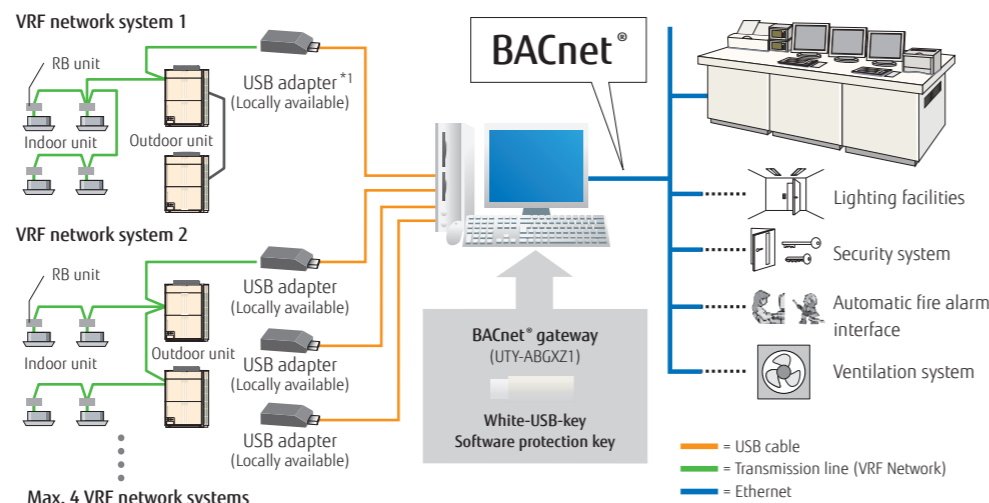 VRF network system 1
RB unit
Indoor unit
Outdoor unit
USB adapter *1
(Locally available)
VRF network system 2
RB unit
Indoor unit
Outdoor unit
USB adapter
(Locally available)
USB adapter
(Locally available)
USB adapter
(Locally available)
Max. 4 VRF network systems
BACnet®
BACnet® gateway
(UTY-ABGXZ1)
White-USB-key
Software protection key
Lighting facilities
Security system
Automatic fire alarm
interface
Ventilation system
= USB cable
= Transmission line (VRF Network)
= Ethernet